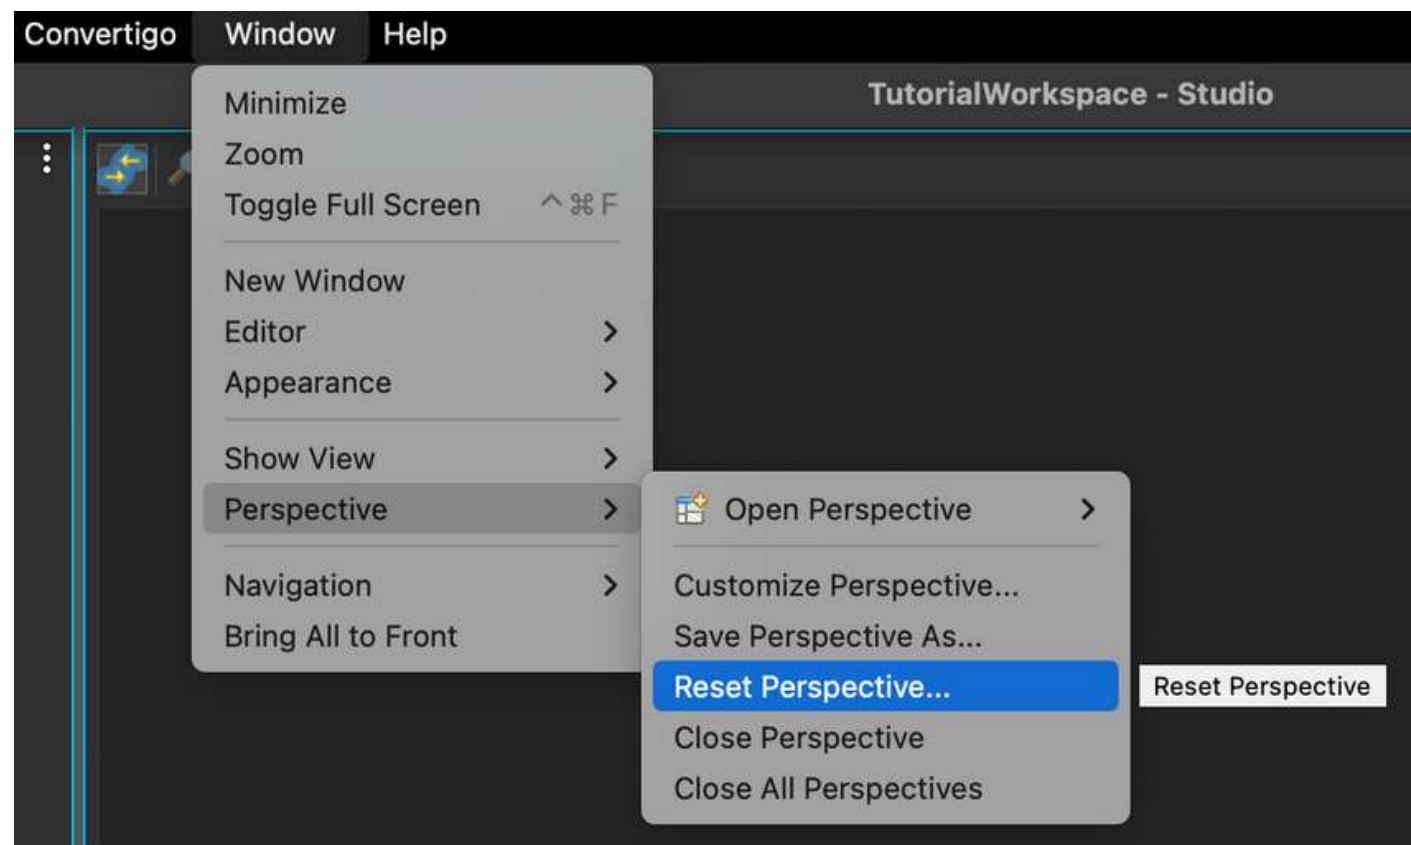 Convertigo Window Help
TutorialWorkspace - Studio
Minimize
Zoom
Toggle Full Screen ^⌘F
New Window
Editor
Appearance
Show View
Perspective
Navigation
Bring All to Front
Open Perspective
Customize Perspective...
Save Perspective As...
Reset Perspective...
Reset Perspective
Close Perspective
Close All Perspectives